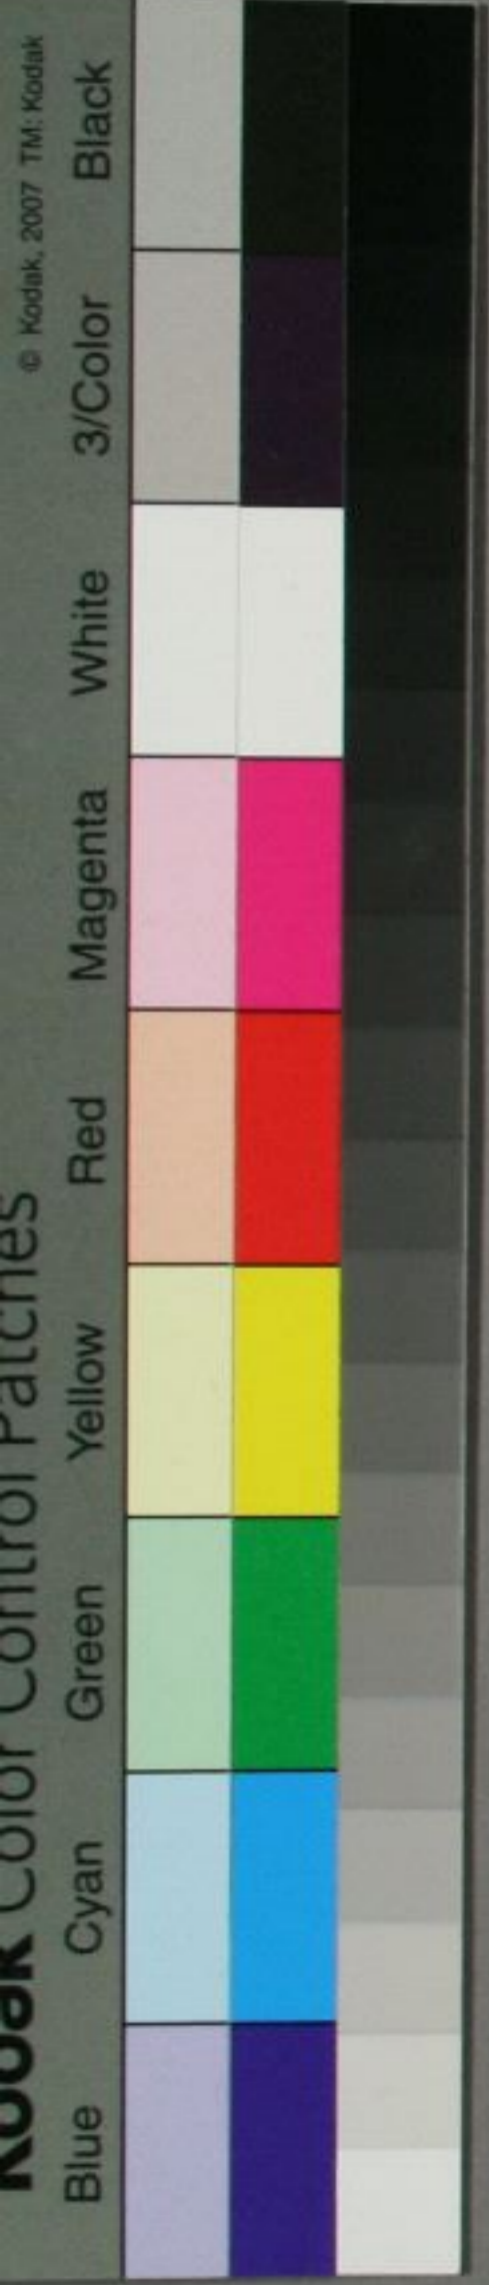 Kodak Color Control Patches
© Kodak, 2007 TM: Kodak
Blue Cyan Green Yellow Red Magenta White 3/Color Black